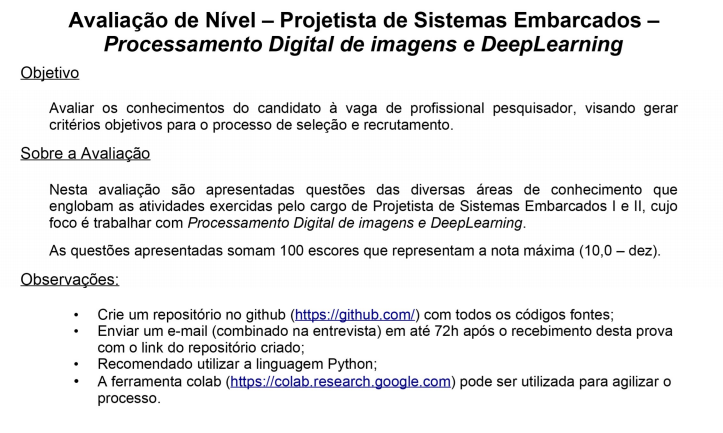 Avaliação de Nível – Projetista de Sistemas Embarcados –
Processamento Digital de imagens e DeepLearning
Objetivo
Avaliar os conhecimentos do candidato à vaga de profissional pesquisador, visando gerar
critérios objetivos para o processo de seleção e recrutamento.
Sobre a Avaliação
Nesta avaliação são apresentadas questões das diversas áreas de conhecimento que
englobam as atividades exercidas pelo cargo de Projetista de Sistemas Embarcados I e II, cujo
foco é trabalhar com Processamento Digital de imagens e DeepLearning.
As questões apresentadas somam 100 escores que representam a nota máxima (10,0 – dez).
Observações:
• Crie um repositório no github (https://github.com/) com todos os códigos fontes;
• Enviar um e-mail (combinado na entrevista) em até 72h após o recebimento desta prova
com o link do repositório criado;
• Recomendado utilizar a linguagem Python;
• A ferramenta colab (https://colab.research.google.com) pode ser utilizada para agilizar o
processo.